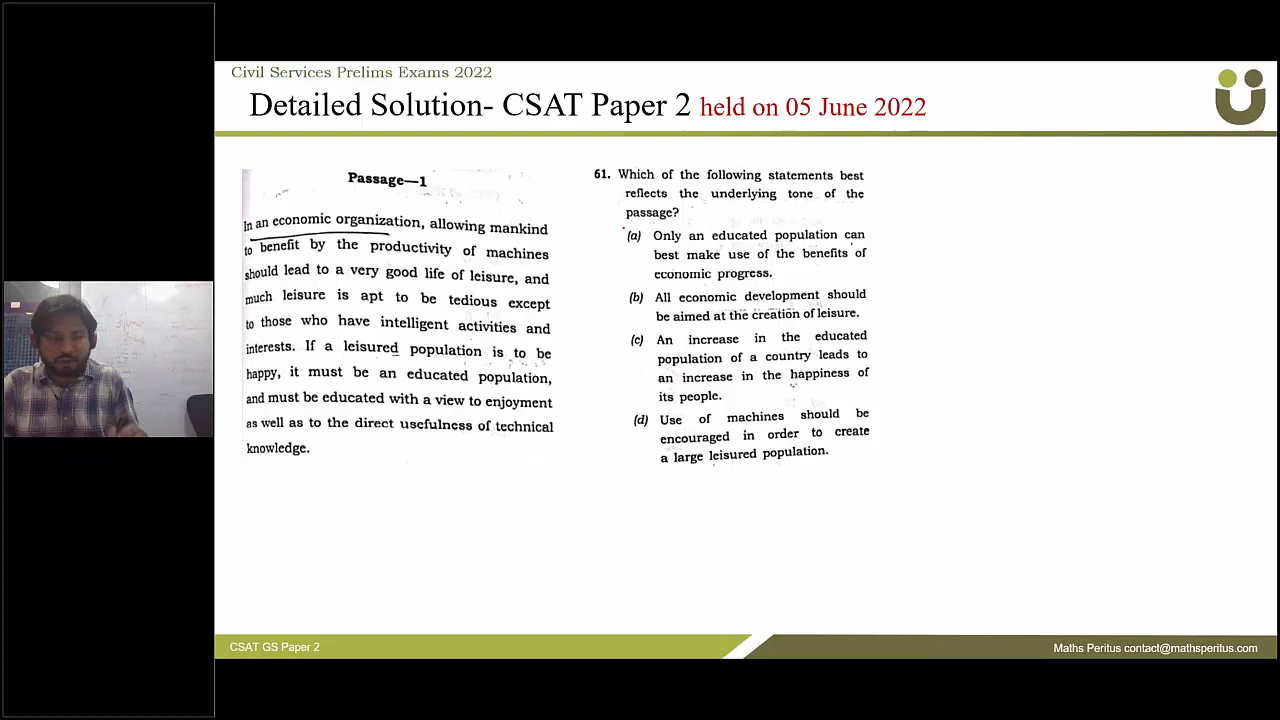 Civil Services Prelims Exams 2022
Detailed Solution- CSAT Paper 2 held on 05 June 2022
Passage—1
In an economic organization, allowing mankind
to benefit by the productivity of machines
should lead to a very good life of leisure, and
much leisure is apt to be tedious except
to those who have intelligent activities and
interests. If a leisured population is to be
happy, it must be an educated population,
and must be educated with a view to enjoyment
as well as to the direct usefulness of technical
knowledge.
61. Which of the following statements best
reflects the underlying tone of the
passage?
(a) Only an educated population can
best make use of the benefits of
economic progress.
(b) All economic development should
be aimed at the creation of leisure.
(c) An increase in the educated
population of a country leads to
an increase in the happiness of
its people.
(d) Use of machines should be
encouraged in order to create
a large leisured population.
CSAT GS Paper 2
Maths Peritus contact@mathsperitus.com